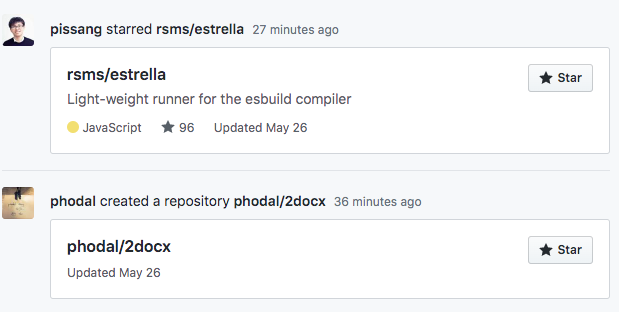 pissang starred rsms/estrella 27 minutes ago
rsms/estrella
Star
Light-weight runner for the esbuild compiler
JavaScript 96 Updated May 26
phodal created a repository phodal/2docx 36 minutes ago
phodal/2docx
Star
Updated May 26